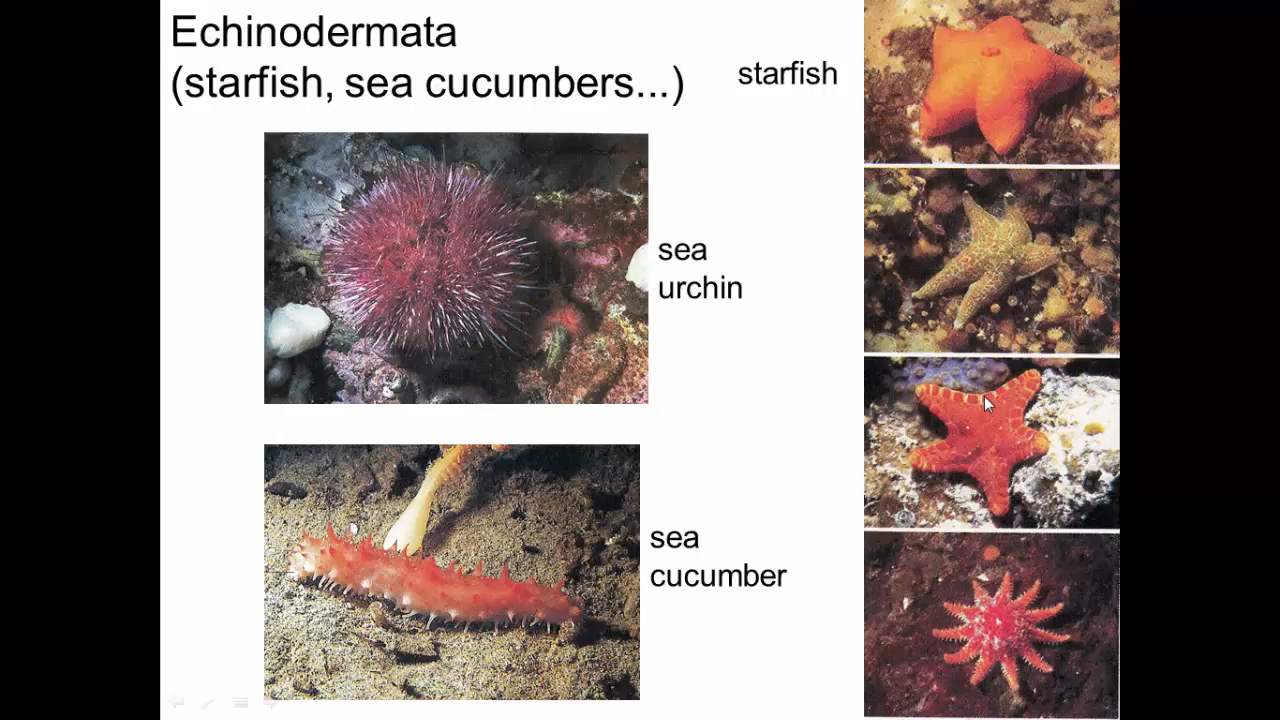 Echinodermata
(starfish, sea cucumbers...)
starfish
sea
urchin
sea
cucumber